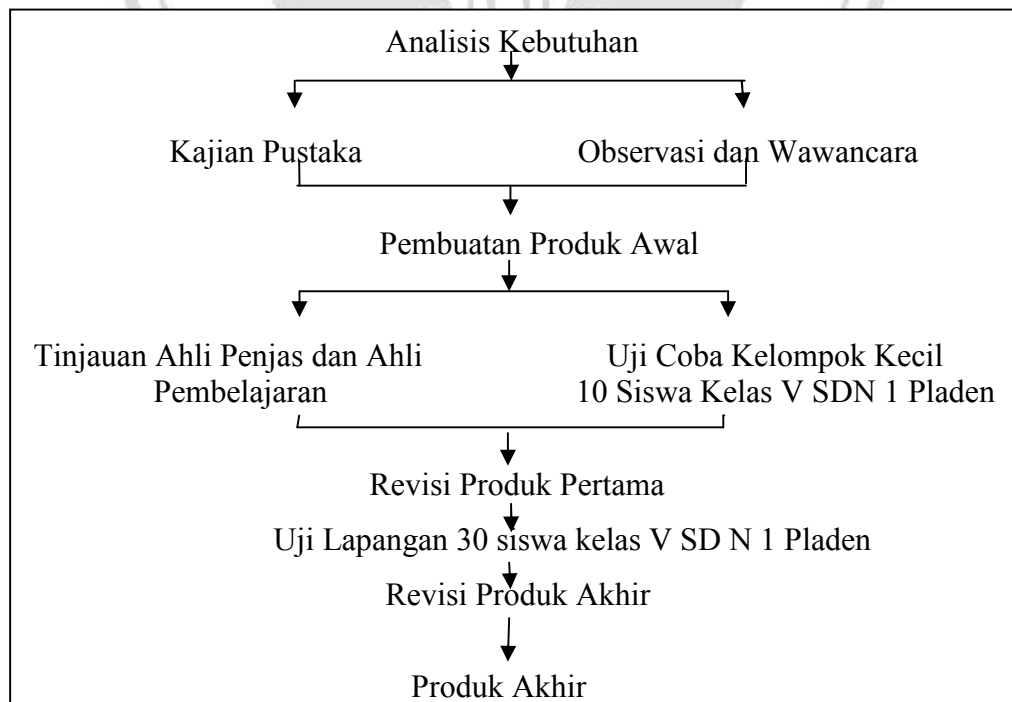 Analisis Kebutuhan
Kajian Pustaka
Observasi dan Wawancara
Pembuatan Produk Awal
Tinjauan Ahli Penjas dan Ahli
Pembelajaran
Uji Coba Kelompok Kecil
10 Siswa Kelas V SDN 1 Pladen
Revisi Produk Pertama
Uji Lapangan 30 siswa kelas V SD N 1 Pladen
Revisi Produk Akhir
Produk Akhir